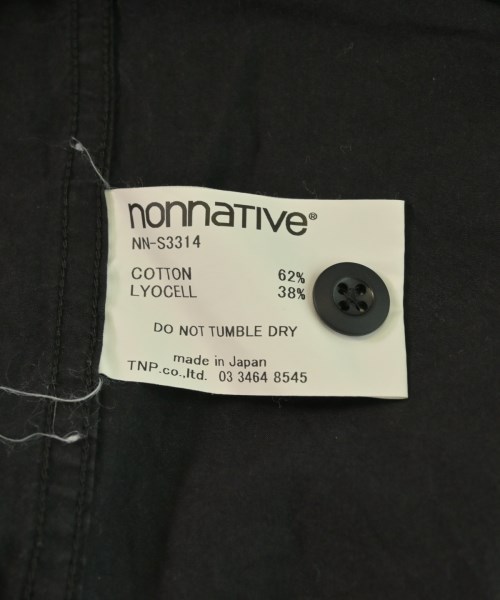 nonnative®
NN-S3314
COTTON 62%
LYOCELL 38%
DO NOT TUMBLE DRY
made in Japan
TNP.co.,ltd. 03 3464 8545